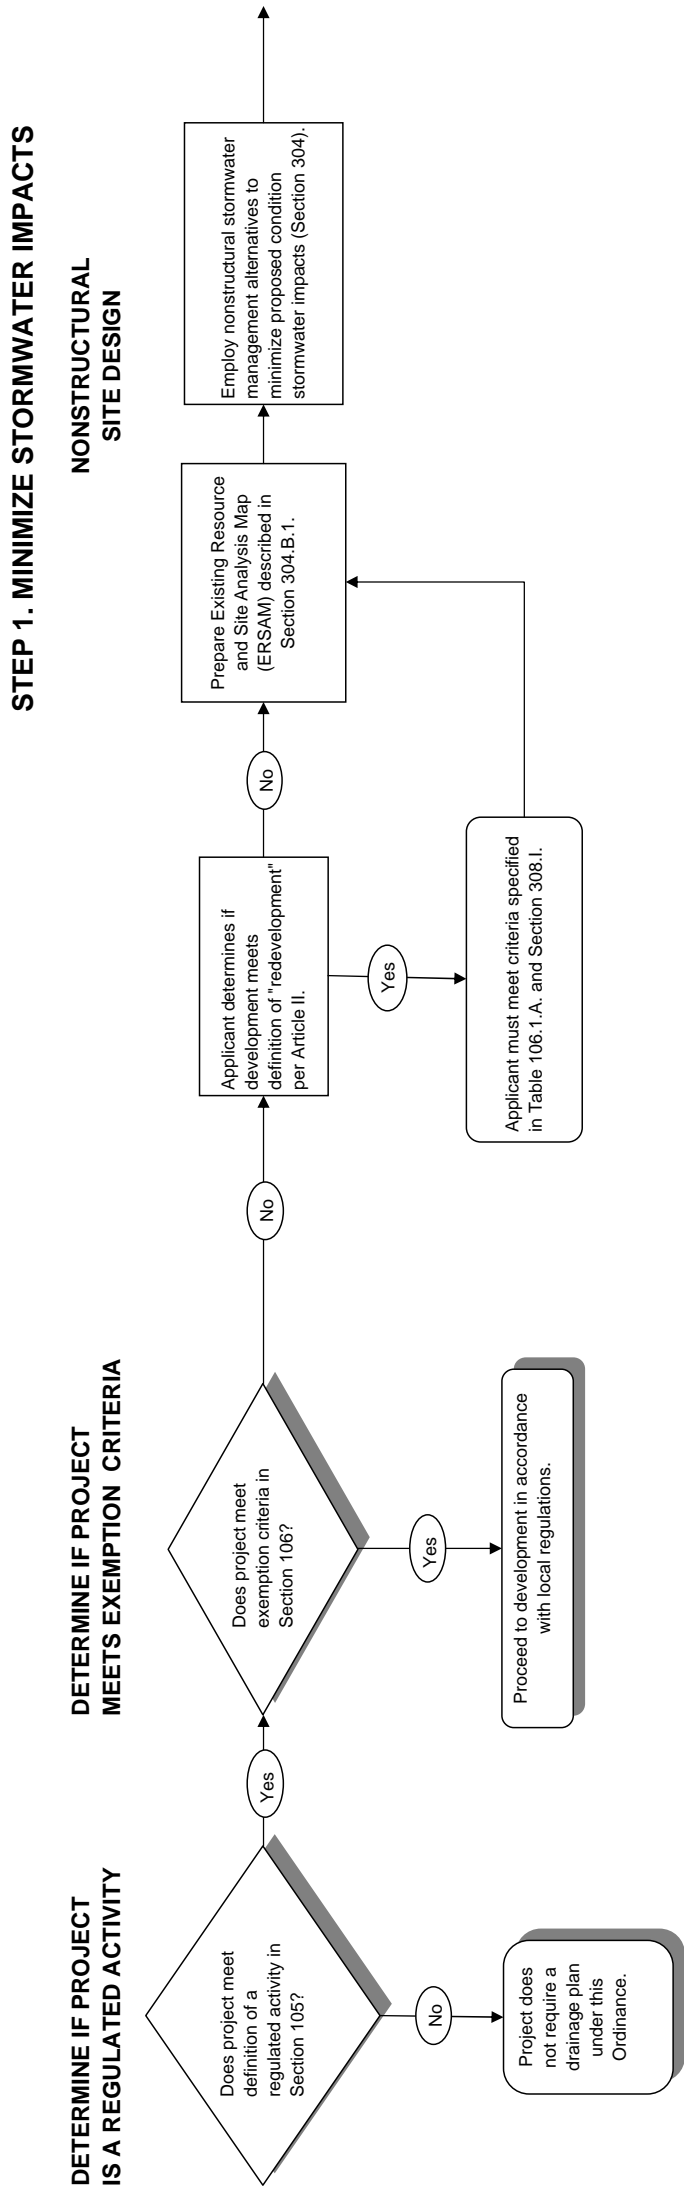 STEP 1. MINIMIZE STORMWATER IMPACTS
DETERMINE IF PROJECT
IS A REGULATED ACTIVITY
DETERMINE IF PROJECT
MEETS EXEMPTION CRITERIA
NONSTRUCTURAL
SITE DESIGN
Does project meet
definition of a
regulated activity in
Section 105?
Yes
No
Project does
not require a
drainage plan
under this
Ordinance.
Does project meet
exemption criteria in
Section 106?
No
Yes
Proceed to development in accordance
with local regulations.
Applicant determines if
development meets
definition of "redevelopment"
per Article II.
No
Yes
Applicant must meet criteria specified
in Table 106.1.A. and Section 308.I.
Prepare Existing Resource
and Site Analysis Map
(ERSAM) described in
Section 304.B.1.
Employ nonstructural stormwater
management alternatives to
minimize proposed condition
stormwater impacts (Section 304).